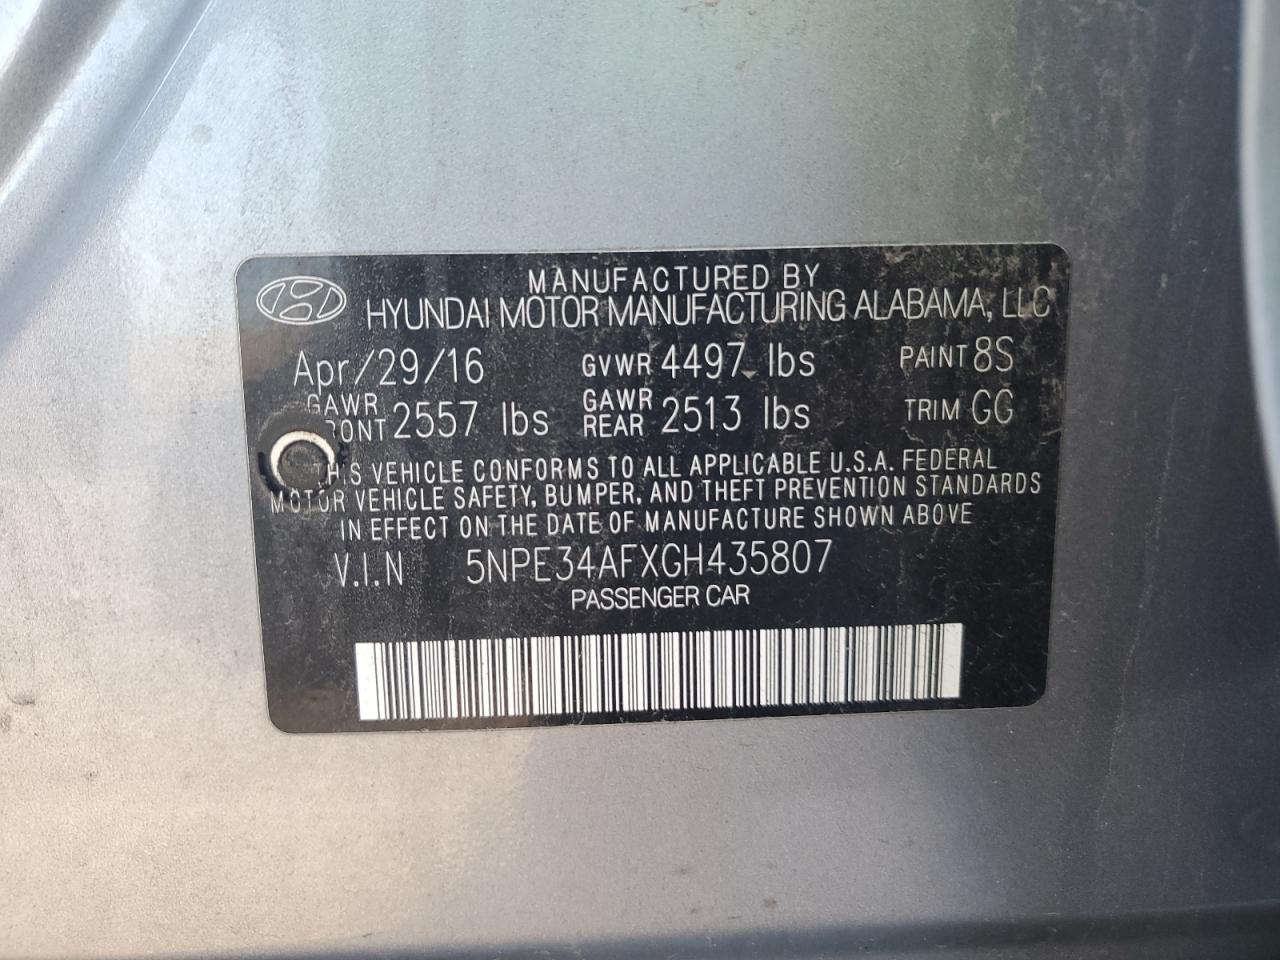 MANUFACTURED BY
HYUNDAI MOTOR MANUFACTURING ALABAMA, LLC
Apr/29/16 GVWR 4497 lbs PAINT 8S
GAWR FRONT 2557 lbs GAWR REAR 2513 lbs TRIM GG
THIS VEHICLE CONFORMS TO ALL APPLICABLE U.S.A. FEDERAL
MOTOR VEHICLE SAFETY, BUMPER, AND THEFT PREVENTION STANDARDS
IN EFFECT ON THE DATE OF MANUFACTURE SHOWN ABOVE
V.I.N 5NPE34AFXGH435807
PASSENGER CAR